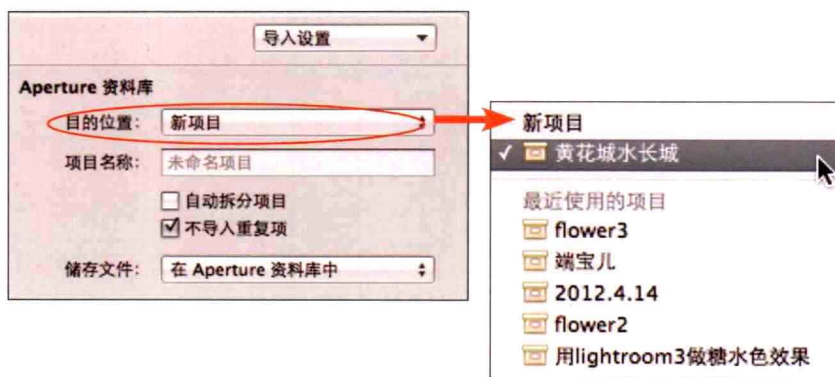 导入设置
Aperture 资料库
目的位置: 新项目
项目名称: 未命名项目
自动拆分项目
不导入重复项
储存文件: 在 Aperture 资料库中
新项目
黄花城水长城
最近使用的项目
flower3
端宝儿
2012.4.14
flower2
用lightroom3做糖水色效果